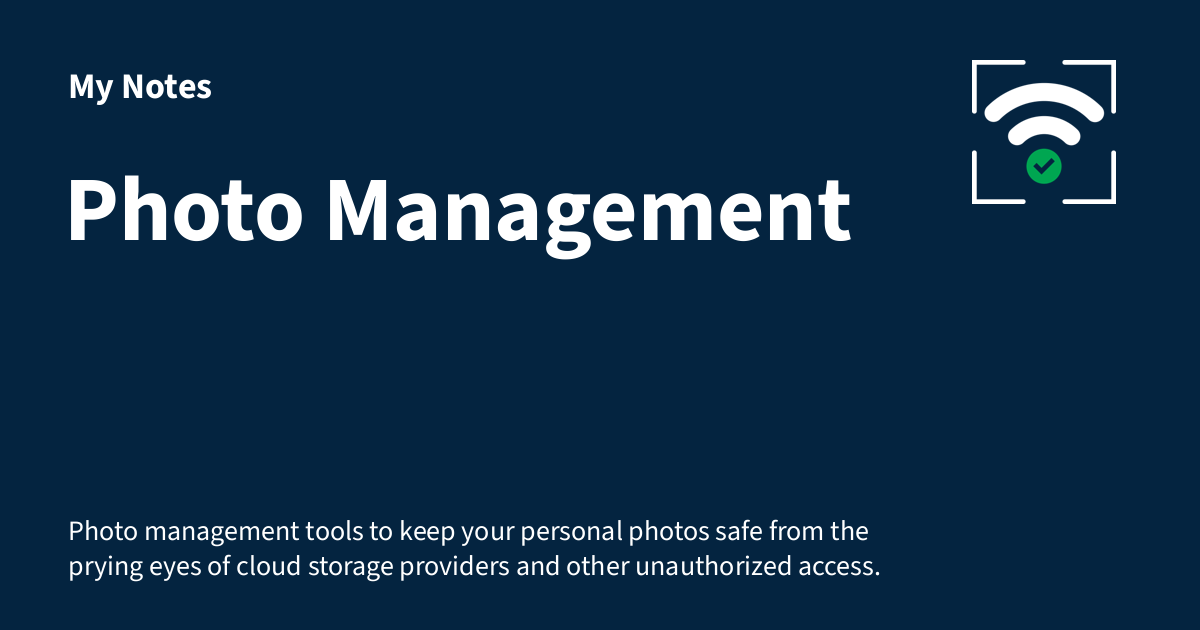 My Notes
Photo Management
Photo management tools to keep your personal photos safe from the
prying eyes of cloud storage providers and other unauthorized access.